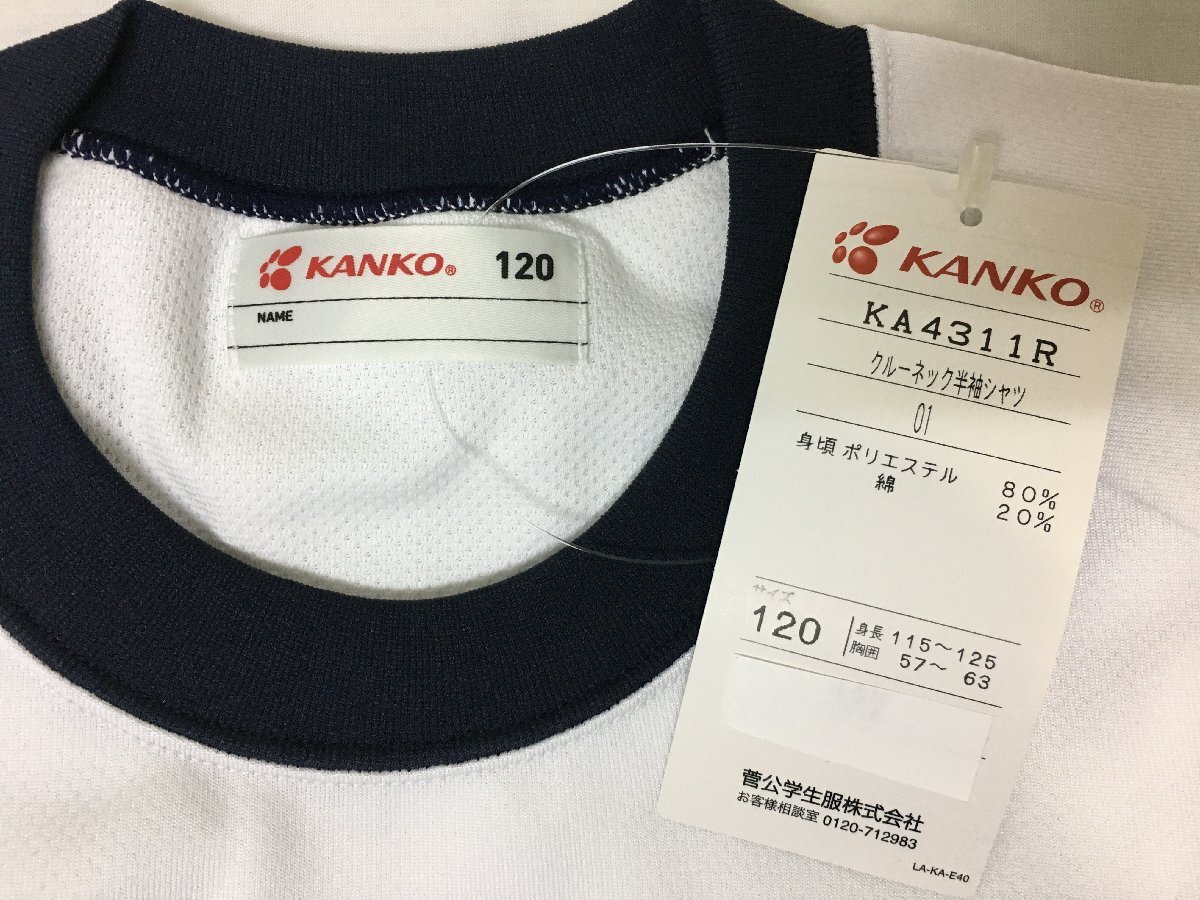 KANKO® 120
NAME
KANKO®
KA4311R
クルーネック半袖シャツ
01
身頃 ポリエステル 80%
綿 20%
サイズ
120
身長 115～125
胸囲 57～ 63
菅公学生服株式会社
お客様相談室 0120-712983
LA-KA-E40